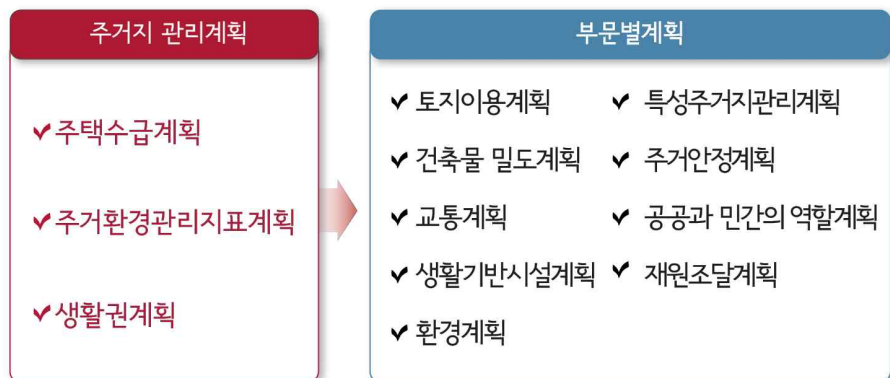 주거지 관리계획
주택수급계획
주거환경관리지표계획
생활권계획
부문별계획
토지이용계획
건축물 밀도계획
교통계획
생활기반시설계획
환경계획
특성주거지관리계획
주거안정계획
공공과 민간의 역할계획
재원조달계획